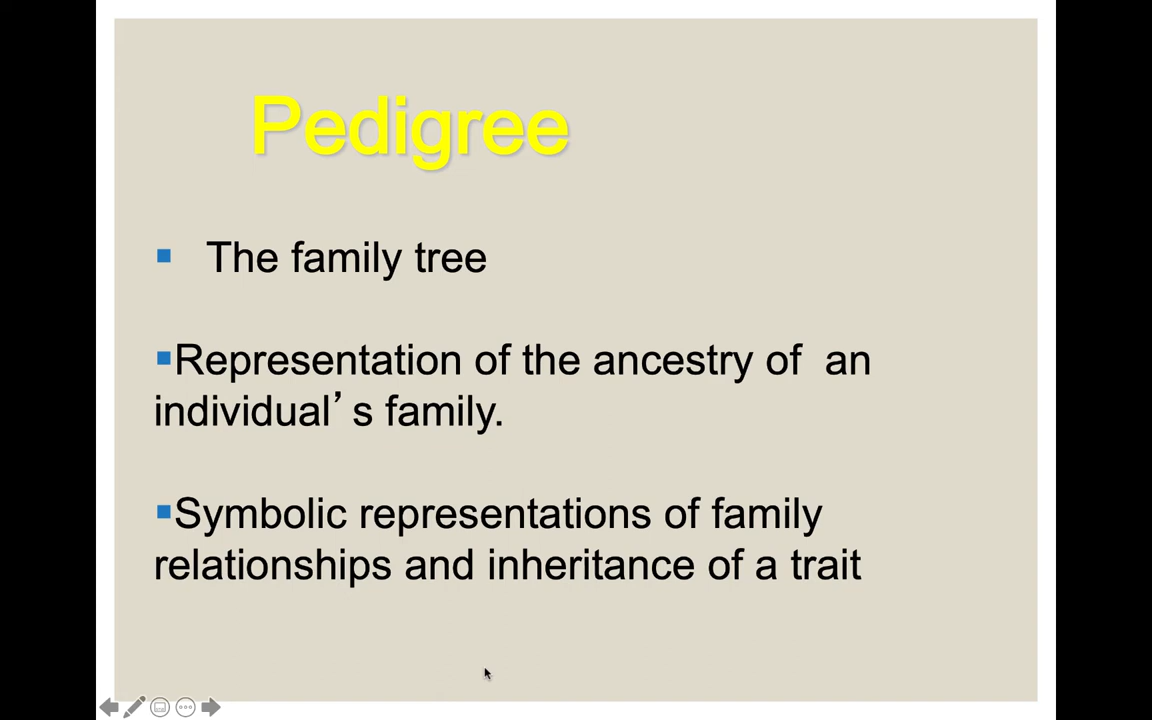 Pedigree
▪ The family tree
▪Representation of the ancestry of an
individual’s family.
▪Symbolic representations of family
relationships and inheritance of a trait